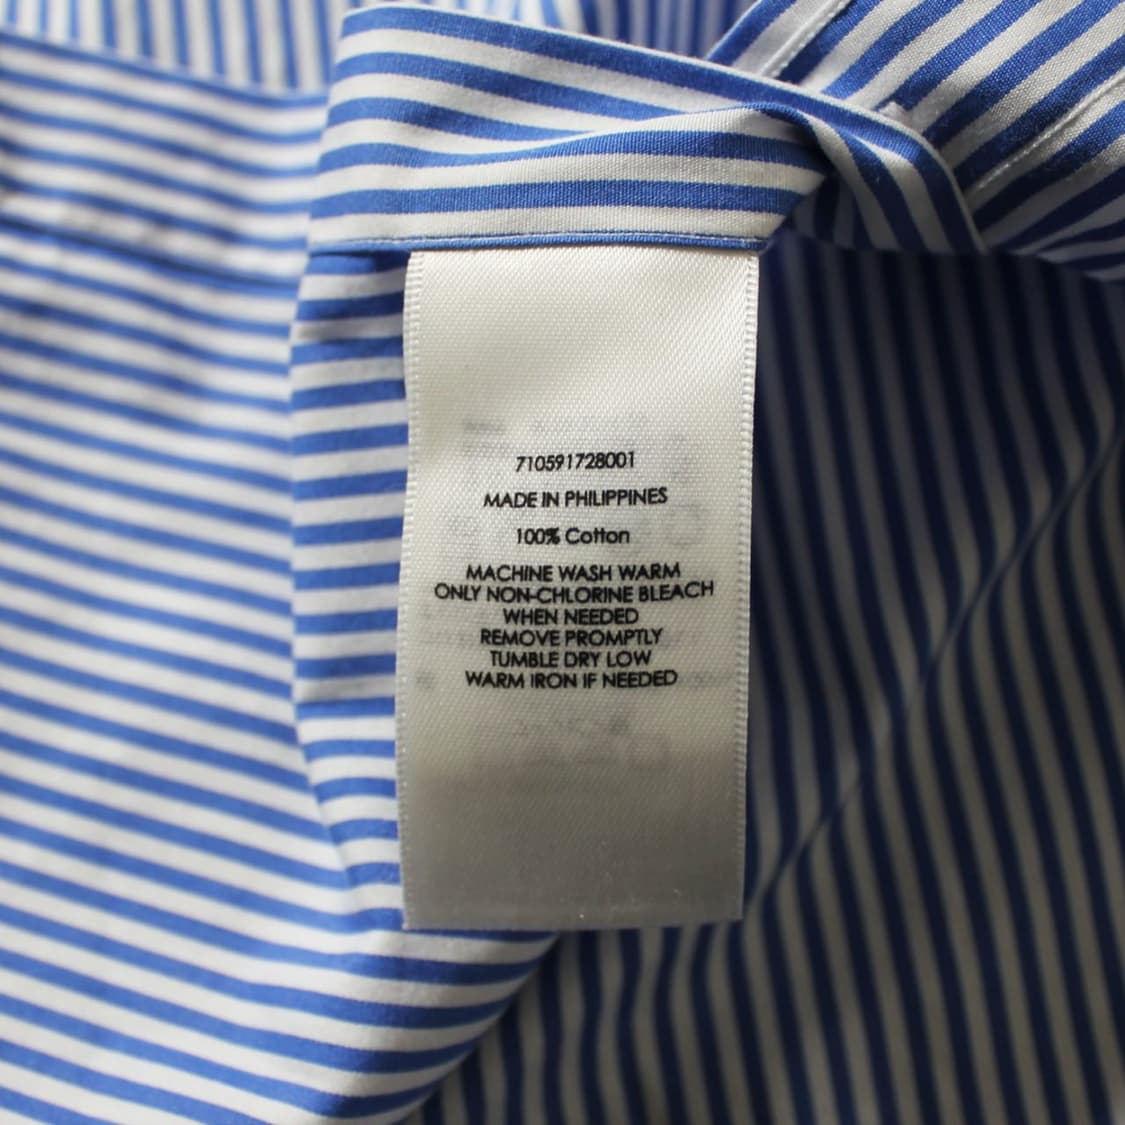 710591728001
MADE IN PHILIPPINES
100% Cotton
MACHINE WASH WARM
ONLY NON-CHLORINE BLEACH
WHEN NEEDED
REMOVE PROMPTLY
TUMBLE DRY LOW
WARM IRON IF NEEDED